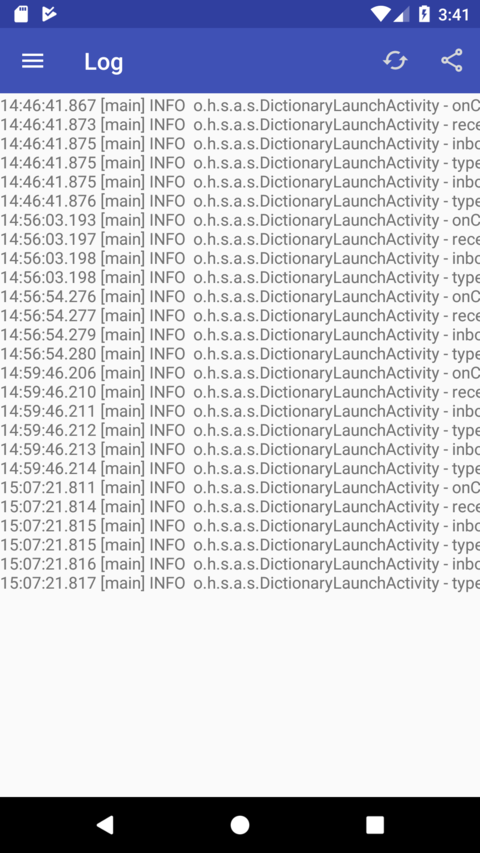 3:41
Log
14:46:41.867 [main] INFO o.h.s.a.s.DictionaryLaunchActivity - onC
14:46:41.873 [main] INFO o.h.s.a.s.DictionaryLaunchActivity - rece
14:46:41.875 [main] INFO o.h.s.a.s.DictionaryLaunchActivity - inbo
14:46:41.875 [main] INFO o.h.s.a.s.DictionaryLaunchActivity - type
14:46:41.875 [main] INFO o.h.s.a.s.DictionaryLaunchActivity - inbo
14:46:41.876 [main] INFO o.h.s.a.s.DictionaryLaunchActivity - type
14:56:03.193 [main] INFO o.h.s.a.s.DictionaryLaunchActivity - onC
14:56:03.197 [main] INFO o.h.s.a.s.DictionaryLaunchActivity - rece
14:56:03.198 [main] INFO o.h.s.a.s.DictionaryLaunchActivity - inbo
14:56:03.198 [main] INFO o.h.s.a.s.DictionaryLaunchActivity - type
14:56:54.276 [main] INFO o.h.s.a.s.DictionaryLaunchActivity - onC
14:56:54.277 [main] INFO o.h.s.a.s.DictionaryLaunchActivity - rece
14:56:54.279 [main] INFO o.h.s.a.s.DictionaryLaunchActivity - inbo
14:56:54.280 [main] INFO o.h.s.a.s.DictionaryLaunchActivity - type
14:59:46.206 [main] INFO o.h.s.a.s.DictionaryLaunchActivity - onC
14:59:46.210 [main] INFO o.h.s.a.s.DictionaryLaunchActivity - rece
14:59:46.211 [main] INFO o.h.s.a.s.DictionaryLaunchActivity - inbo
14:59:46.212 [main] INFO o.h.s.a.s.DictionaryLaunchActivity - type
14:59:46.213 [main] INFO o.h.s.a.s.DictionaryLaunchActivity - inbo
14:59:46.214 [main] INFO o.h.s.a.s.DictionaryLaunchActivity - type
15:07:21.811 [main] INFO o.h.s.a.s.DictionaryLaunchActivity - onC
15:07:21.814 [main] INFO o.h.s.a.s.DictionaryLaunchActivity - rece
15:07:21.815 [main] INFO o.h.s.a.s.DictionaryLaunchActivity - inbo
15:07:21.815 [main] INFO o.h.s.a.s.DictionaryLaunchActivity - type
15:07:21.816 [main] INFO o.h.s.a.s.DictionaryLaunchActivity - inbo
15:07:21.817 [main] INFO o.h.s.a.s.DictionaryLaunchActivity - type